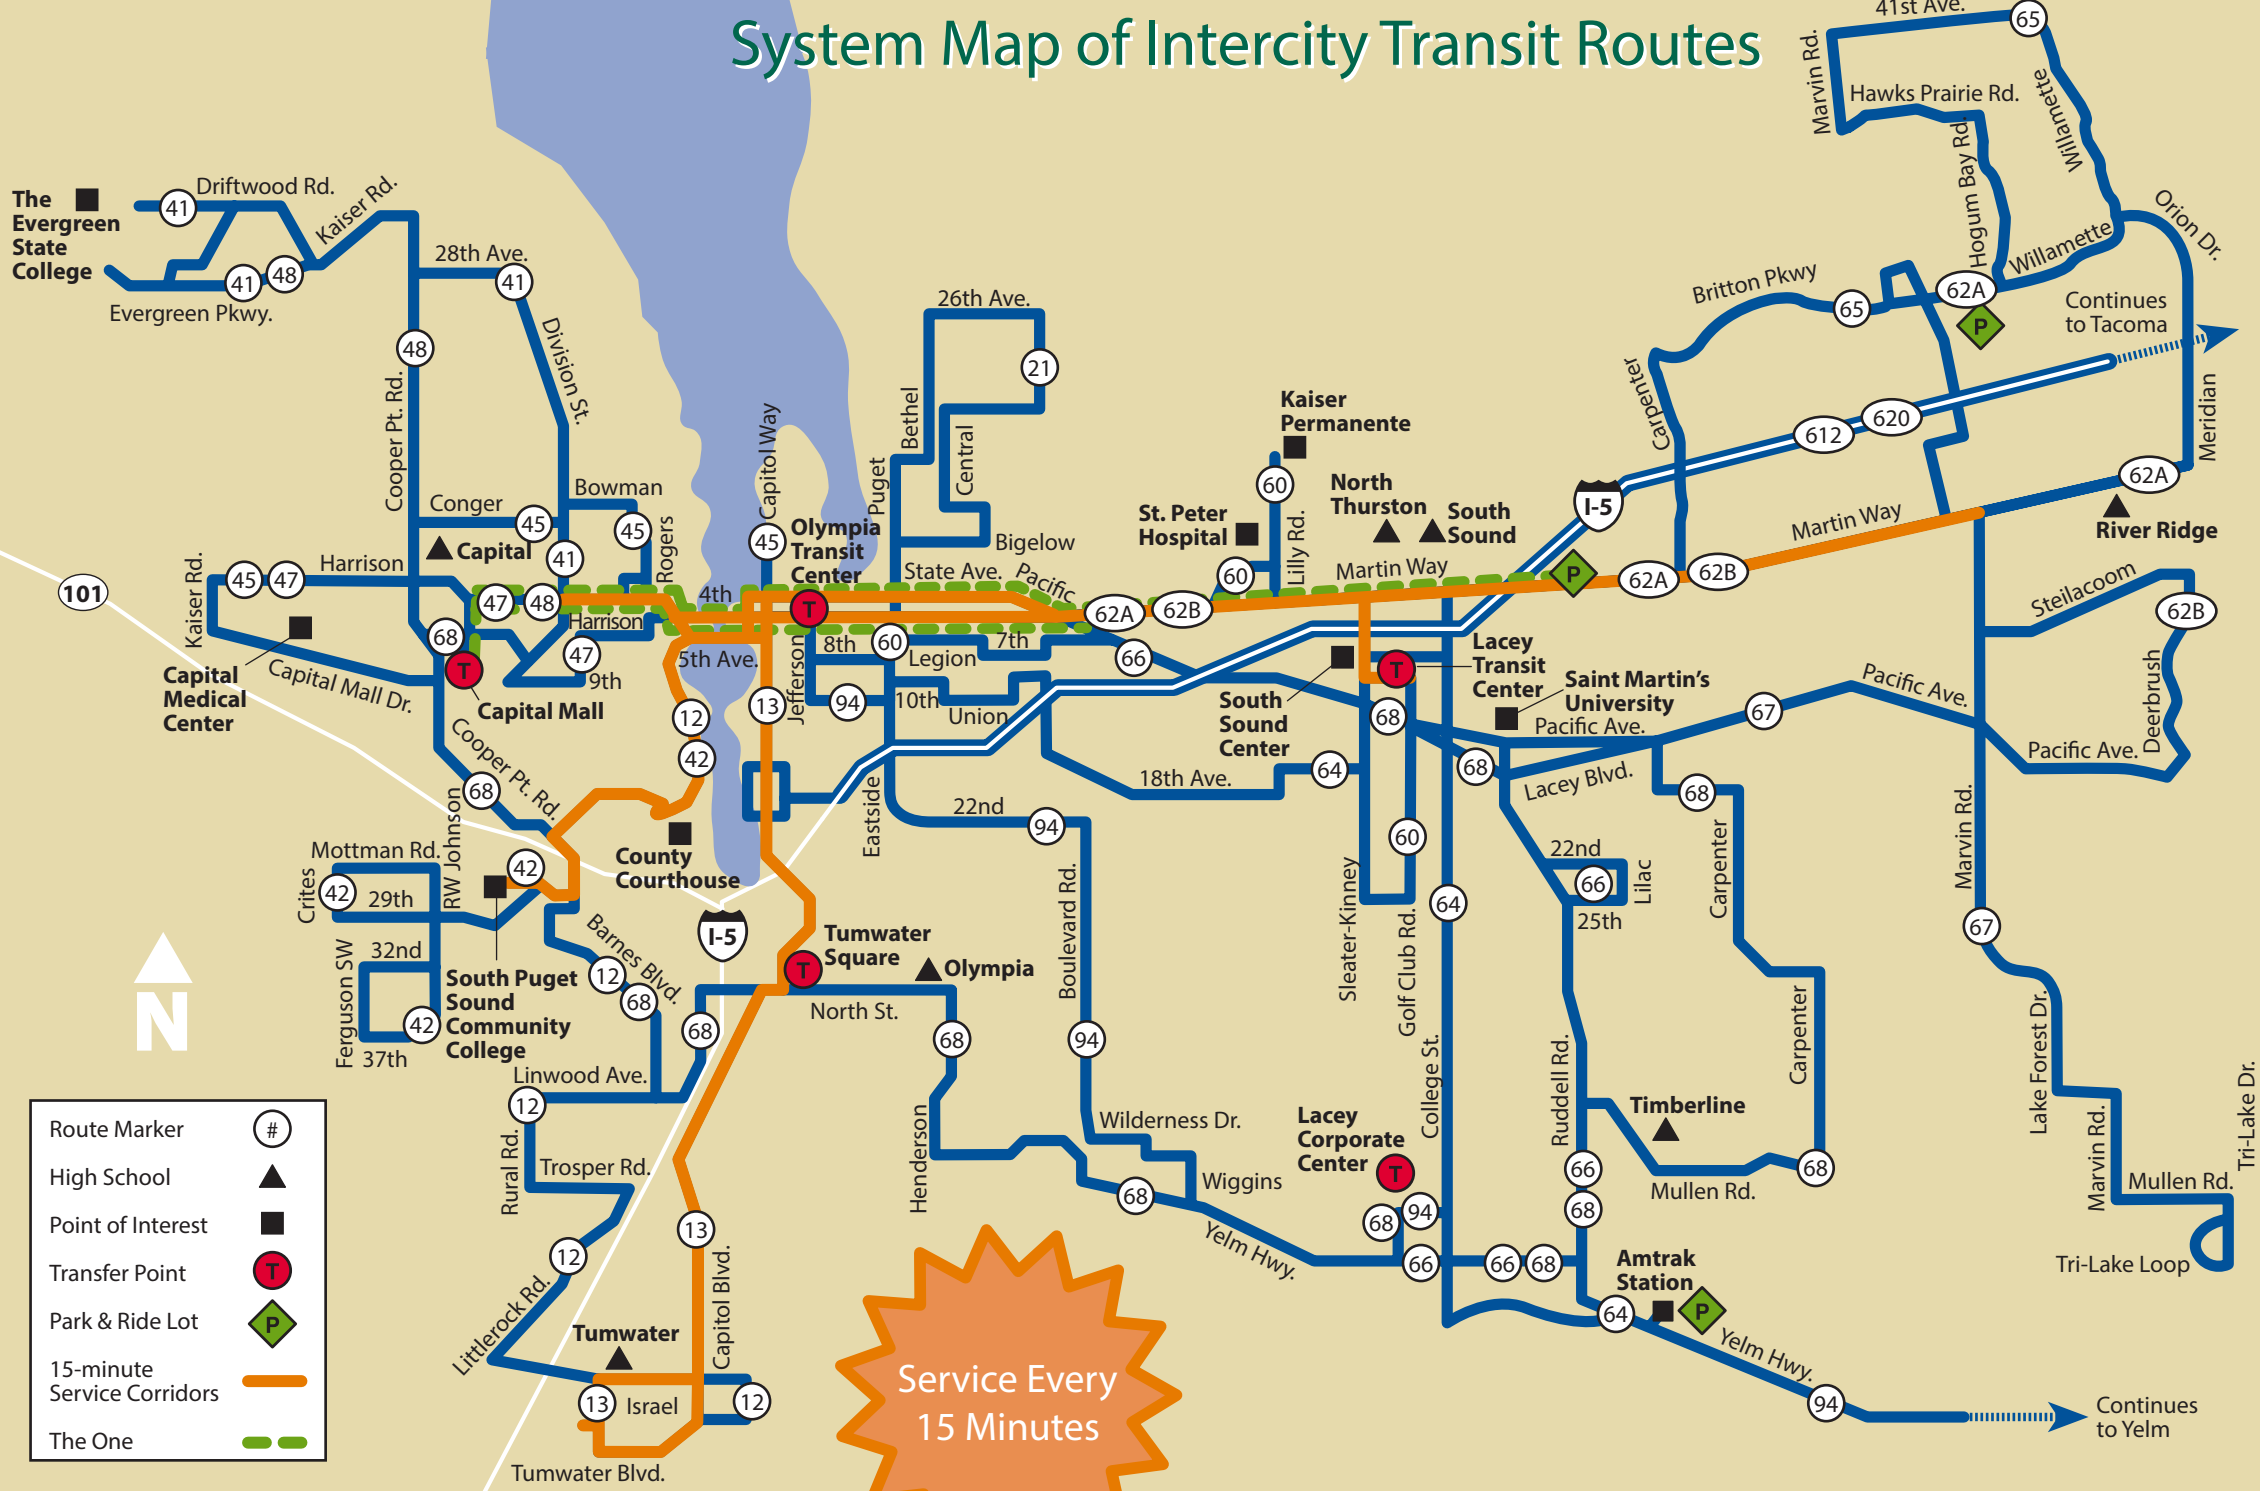 System Map of Intercity Transit Routes
41st Ave.
65
Marvin Rd.
Hawks Prairie Rd.
Willamette
Hogum Bay Rd.
Orion Dr.
Willamette
Britton Pkwy
65
62A
P
Continues
to Tacoma
Meridian
Carpenter
612
620
I-5
62A
River Ridge
Martin Way
The
Evergreen
State
College
41
Driftwood Rd.
Kaiser Rd.
41
48
Evergreen Pkwy.
28th Ave.
41
48
Cooper Pt. Rd.
Division St.
Conger
45
Bowman
45
Capital
41
Rogers
Kaiser Rd.
45
47
Harrison
101
47
48
4th
Harrison
68
T
47
9th
5th Ave.
Capital
Medical
Center
Capital Mall Dr.
Capital Mall
Capitol Way
45
Olympia
Transit
Center
T
26th Ave.
21
Bethel
Central
Puget
Bigelow
State Ave.
Pacific
62A
62B
Kaiser
Permanente
60
St. Peter
Hospital
60
Lilly Rd.
North
Thurston
South
Sound
Martin Way
P
62A
62B
Steilacoom
62B
Deerbrush
Jefferson
8th
60
7th
Legion
66
94
10th
Union
12
13
42
South
Sound
Center
T
Lacey
Transit
Center
Saint Martin's
University
68
Pacific Ave.
67
Pacific Ave.
Pacific Ave.
68
Lacey Blvd.
64
18th Ave.
68
Cooper Pt. Rd.
68
RW Johnson
Mottman Rd.
42
Crites
42
29th
32nd
Ferguson SW
42
37th
South Puget
Sound
Community
College
County
Courthouse
Barnes Blvd.
12
68
I-5
Tumwater
Square
T
Olympia
North St.
68
68
Eastside
22nd
94
Boulevard Rd.
94
Sleater-Kinney
60
Golf Club Rd.
64
College St.
22nd
66
Lilac
25th
Carpenter
Marvin Rd.
67
Lake Forest Dr.
Carpenter
Ruddell Rd.
Timberline
68
Mullen Rd.
66
68
Marvin Rd.
Mullen Rd.
Tri-Lake Dr.
Tri-Lake Loop
Linwood Ave.
12
Rural Rd.
Trosper Rd.
12
Littlerock Rd.
Tumwater
13
Capitol Blvd.
13
Israel
12
Tumwater Blvd.
Henderson
Wilderness Dr.
Wiggins
68
Yelm Hwy.
Lacey
Corporate
Center
T
68
94
66
66
68
Amtrak
Station
P
64
Yelm Hwy.
94
Continues
to Yelm
N
Route Marker
#
High School
Point of Interest
Transfer Point
T
Park & Ride Lot
P
15-minute
Service Corridors
The One
Service Every
15 Minutes